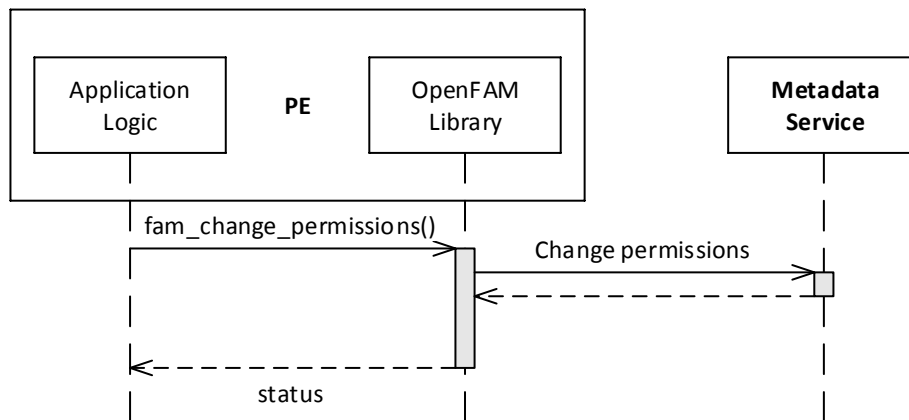 Application
Logic
PE
OpenFAM
Library
Metadata
Service
fam_change_permissions()
Change permissions
status